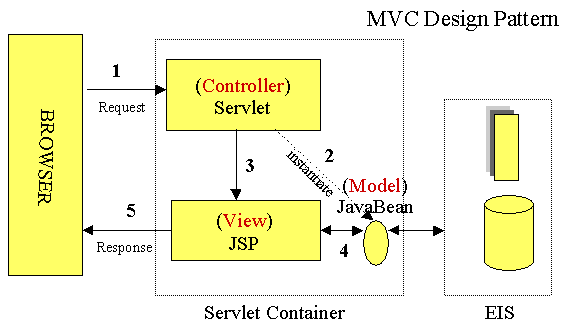 MVC Design Pattern
BROWSER
1
Request
(Controller)
Servlet
2
instantiate
3
(Model)
JavaBean
5
Response
(View)
JSP
4
Servlet Container
EIS